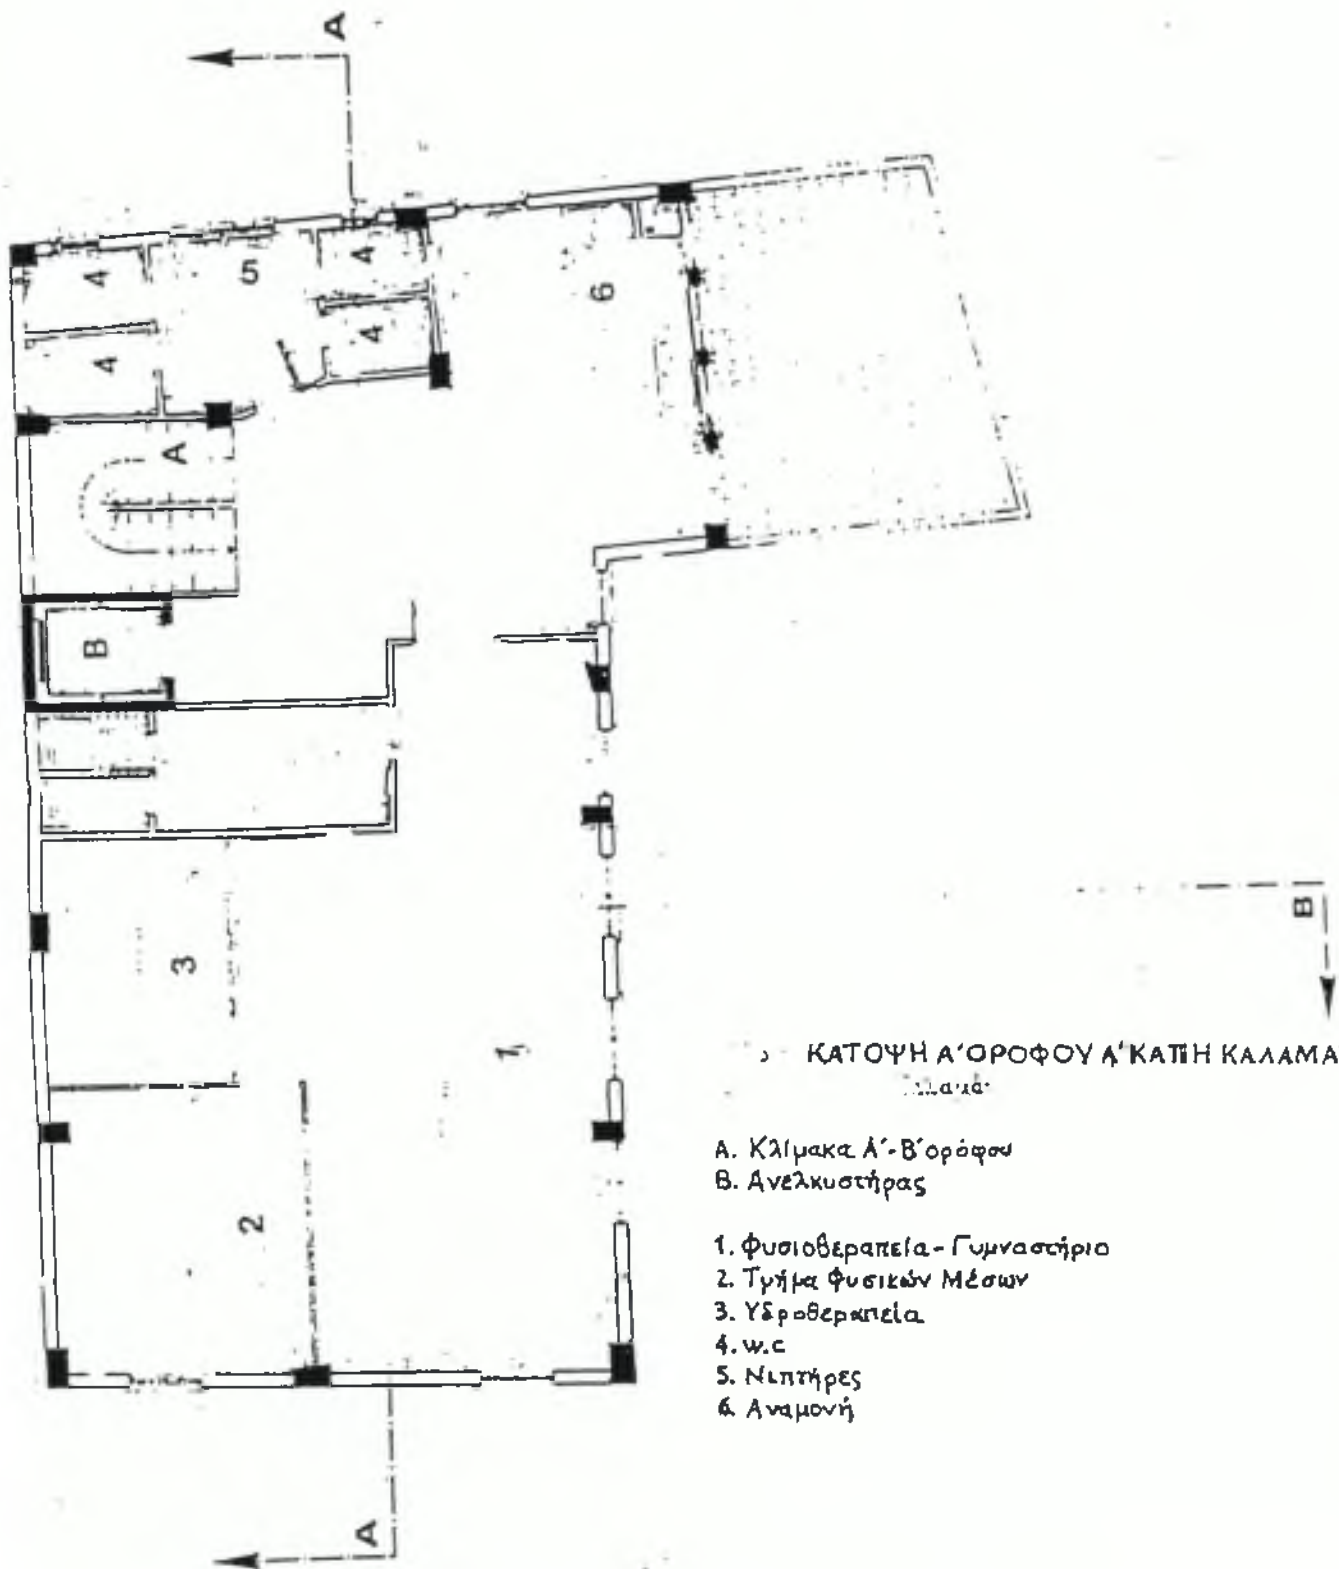 A
4
5
4
4
4
6
A
B
3
1
2
B
A
ΚΑΤΟΨΗ Α'ΟΡΟΦΟΥ Α'ΚΑΠΗ ΚΑΛΑΜΑ
Α. Κλίμακα Α'-Β'ορόφου
Β. Ανελκυστήρας
1. Φυσιοθεραπεία-Γυμναστήριο
2. Τμήμα Φυσικών Μέσων
3. Υδροθεραπεία
4. w.c
5. Νιπτήρες
6. Αναμονή